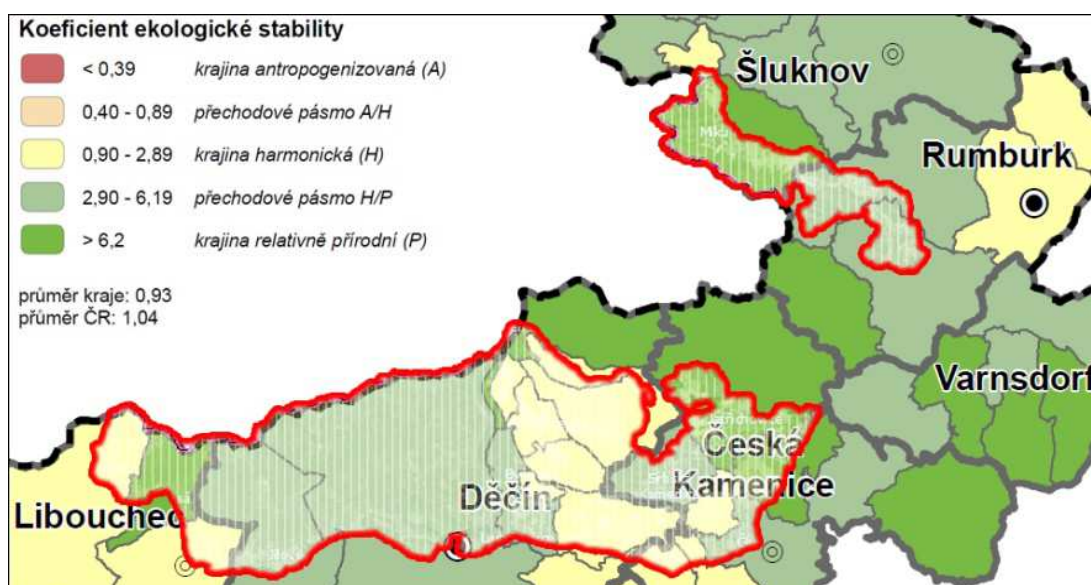 Koeficient ekologické stability
< 0,39 krajina antropogenizovaná (A)
0,40 - 0,89 přechodové pásmo A/H
0,90 - 2,89 krajina harmonická (H)
2,90 - 6,19 přechodové pásmo H/P
> 6,2 krajina relativně přírodní (P)
průměr kraje: 0,93
přůměr ČR: 1,04
Šluknov
Rumburk
Varnsdorf
Česká
Kamenice
Děčín
Libouchec